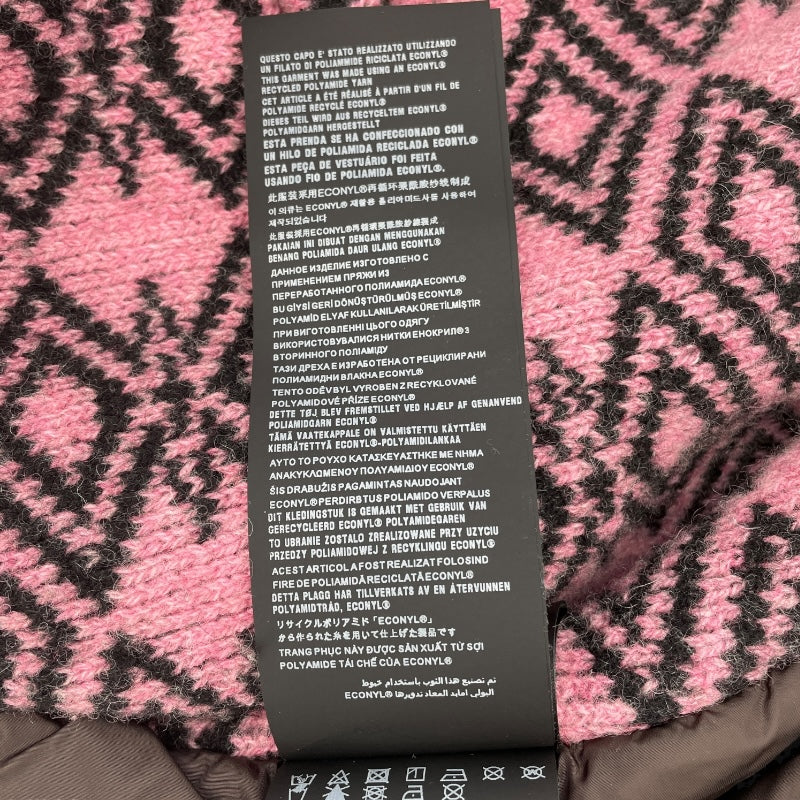 QUESTO CAPO E' STATO REALIZZATO UTILIZZANDO
UN FILATO DI POLIAMMIDE RICICLATA ECONYL®
THIS GARMENT WAS MADE USING AN ECONYL®
RECYCLED POLYAMIDE YARN
CET ARTICLE A ÉTÉ RÉALISÉ À PARTIR D'UN FIL DE
POLYAMIDE RECYCLÉ ECONYL®
DIESES TEIL WIRD AUS RECYCELTEM ECONYL®
POLYAMIDGARN HERGESTELLT
ESTA PRENDA SE HA CONFECCIONADO CON
UN HILO DE POLIAMIDA RECICLADA ECONYL®
ESTA PEÇA DE VESTUÁRIO FOI FEITA
USANDO FIO DE POLIAMIDA ECONYL®.
此服装采用ECONYL®再循环聚酰胺纱线制成
이 의류는 ECONYL® 재활용 폴리아미드사를 사용하여
제작되었습니다
此服裝採用ECONYL®再循環聚酰胺紗線製成
PAKAIAN INI DIBUAT DENGAN MENGGUNAKAN
BENANG POLIAMIDA DAUR ULANG ECONYL®
ДАННОЕ ИЗДЕЛИЕ ИЗГОТОВЛЕНО С
ПРИМЕНЕНИЕМ ПРЯЖИ ИЗ
ПЕРЕРАБОТАННОГО ПОЛИАМИДА ECONYL®
BU GİYSİ GERİ DÖNÜŞTÜRÜLMÜŞ ECONYL®
POLYAMİD ELYAF KULLANILARAK ÜRETİLMİŞTİR
ПРИ ВИГОТОВЛЕННІ ЦЬОГО ОДЯГУ
ВИКОРИСТОВУВАЛИСЯ НИТКИ ЕКОНІРИЛ® З
ВТОРИННОГО ПОЛІАМІДУ
ТАЗИ ДРЕХА Е ИЗРАБОТЕНА ОТ РЕЦИКЛИРАНИ
ПОЛИАМИДНИ ВЛАКНА ECONYL®
TENTO ODĚV BYL VYROBEN Z RECYKLOVANÉ
POLYAMIDOVÉ PŘÍZE ECONYL®
DETTE TØJ BLEV FREMSTILLET VED HJÆLP AF GENANVEND
POLIAMIDGARN ECONYL®
TÄMÄ VAATEKAPPALE ON VALMISTETTU KÄYTTÄEN
KIERRÄTETTYÄ ECONYL®-POLYAMIDILANKAA
ΑΥΤΟ ΤΟ ΡΟΥΧΟ ΚΑΤΑΣΚΕΥΑΣΤΗΚΕ ΜΕ ΝΗΜΑ
ΑΝΑΚΥΚΛΩΜΕΝΟΥ ΠΟΛΥΑΜΙΔΙΟΥ ECONYL®
ŠIS DRABUŽIS PAGAMINTAS NAUDOJANT
ECONYL® PERDIRBTUS POLIAMIDO VERPALUS
DIT KLEDINGSTUK IS GEMAAKT MET GEBRUIK VAN
GERECYCLEERD ECONYL® POLYAMIDEGAREN
TO UBRANIE ZOSTALO ZREALIZOWANE PRZY UZYCIU
PRZEDZY POLIAMIDOWEJ Z RECYKLINGU ECONYL®
ACEST ARTICOL A FOST REALIZAT FOLOSIND
FIRE DE POLIAMIDĂ RECICLATĂ ECONYL®
DETTA PLAGG HAR TILLVERKATS AV EN ÅTERVUNNEN
POLYAMIDTRÅD, ECONYL®
リサイクルポリアミド「ECONYL®」
から作られた糸を用いて仕上げた製品です
TRANG PHỤC NÀY ĐƯỢC SẢN XUẤT TỪ SỢI
POLYAMIDE TÁI CHẾ CỦA ECONYL®
تم تصنيع هذا الثوب باستخدام خيوط
البولي امايد المعاد تدويرها ECONYL®